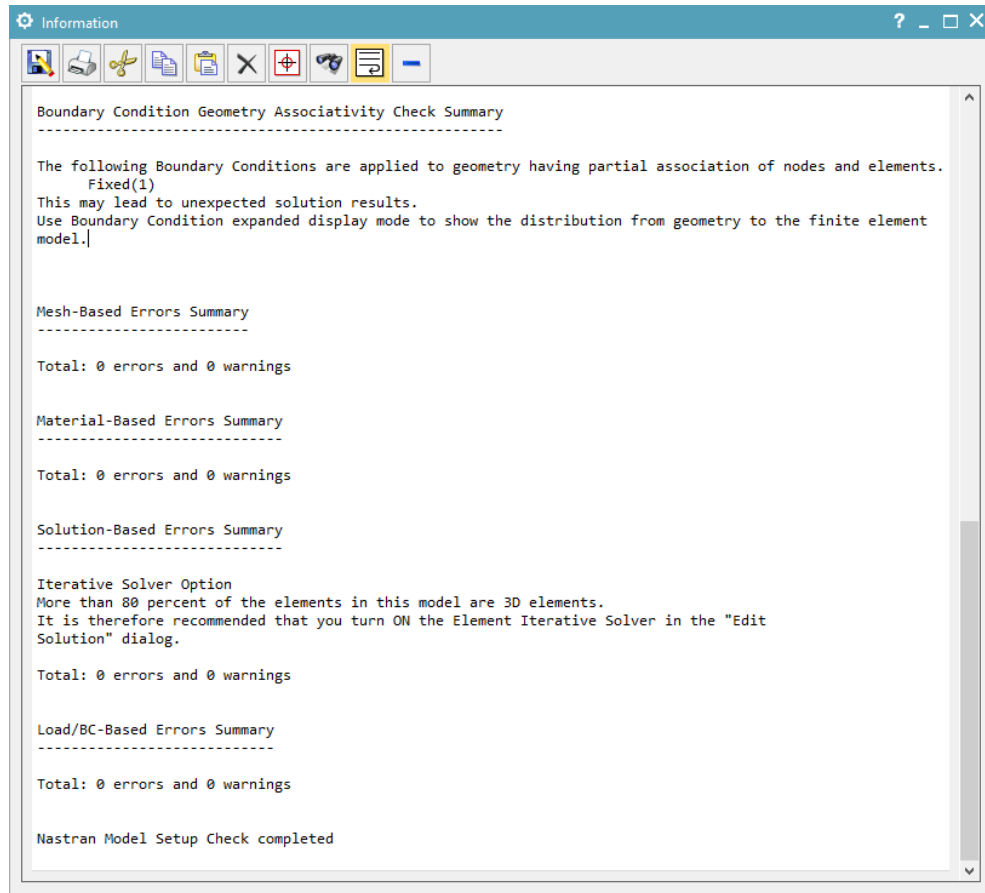 Information
Boundary Condition Geometry Associativity Check Summary
------------------------------------------------------
The following Boundary Conditions are applied to geometry having partial association of nodes and elements.
Fixed(1)
This may lead to unexpected solution results.
Use Boundary Condition expanded display mode to show the distribution from geometry to the finite element
model.
Mesh-Based Errors Summary
-------------------------
Total: 0 errors and 0 warnings
Material-Based Errors Summary
-----------------------------
Total: 0 errors and 0 warnings
Solution-Based Errors Summary
-----------------------------
Iterative Solver Option
More than 80 percent of the elements in this model are 3D elements.
It is therefore recommended that you turn ON the Element Iterative Solver in the "Edit
Solution" dialog.
Total: 0 errors and 0 warnings
Load/BC-Based Errors Summary
----------------------------
Total: 0 errors and 0 warnings
Nastran Model Setup Check completed